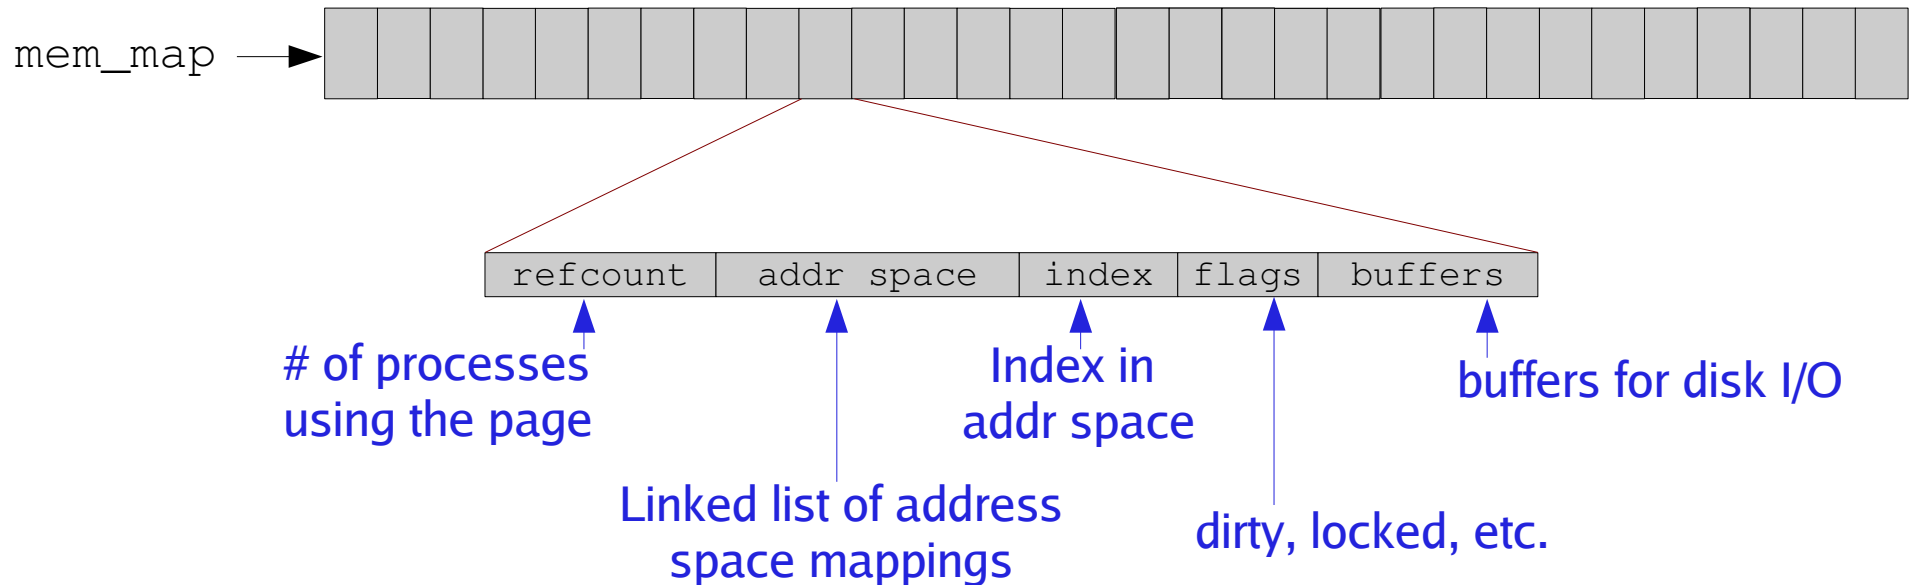 mem_map
refcount addr space index flags buffers
# of processes
using the page
Index in
addr space
buffers for disk I/O
Linked list of address
space mappings
dirty, locked, etc.